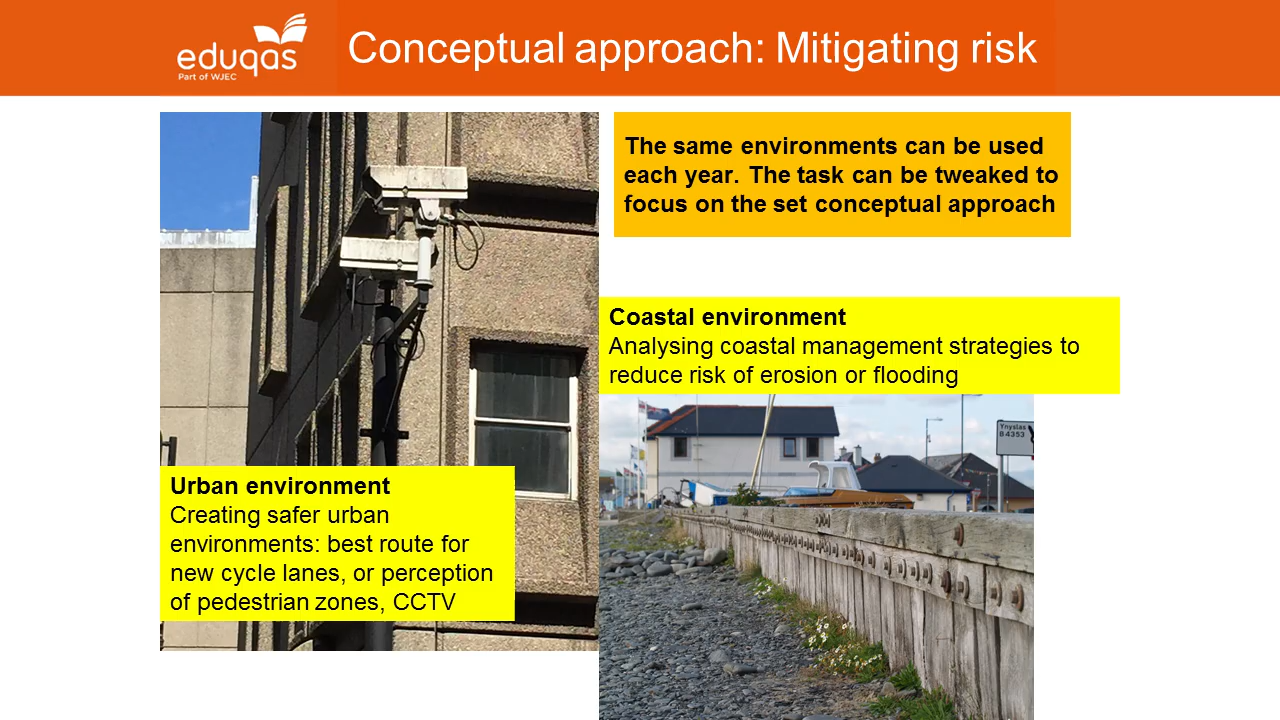 eduqas
Part of WJEC
Conceptual approach: Mitigating risk
The same environments can be used
each year. The task can be tweaked to
focus on the set conceptual approach
Coastal environment
Analysing coastal management strategies to
reduce risk of erosion or flooding
Ynyslas
B 4353
Urban environment
Creating safer urban
environments: best route for
new cycle lanes, or perception
of pedestrian zones, CCTV